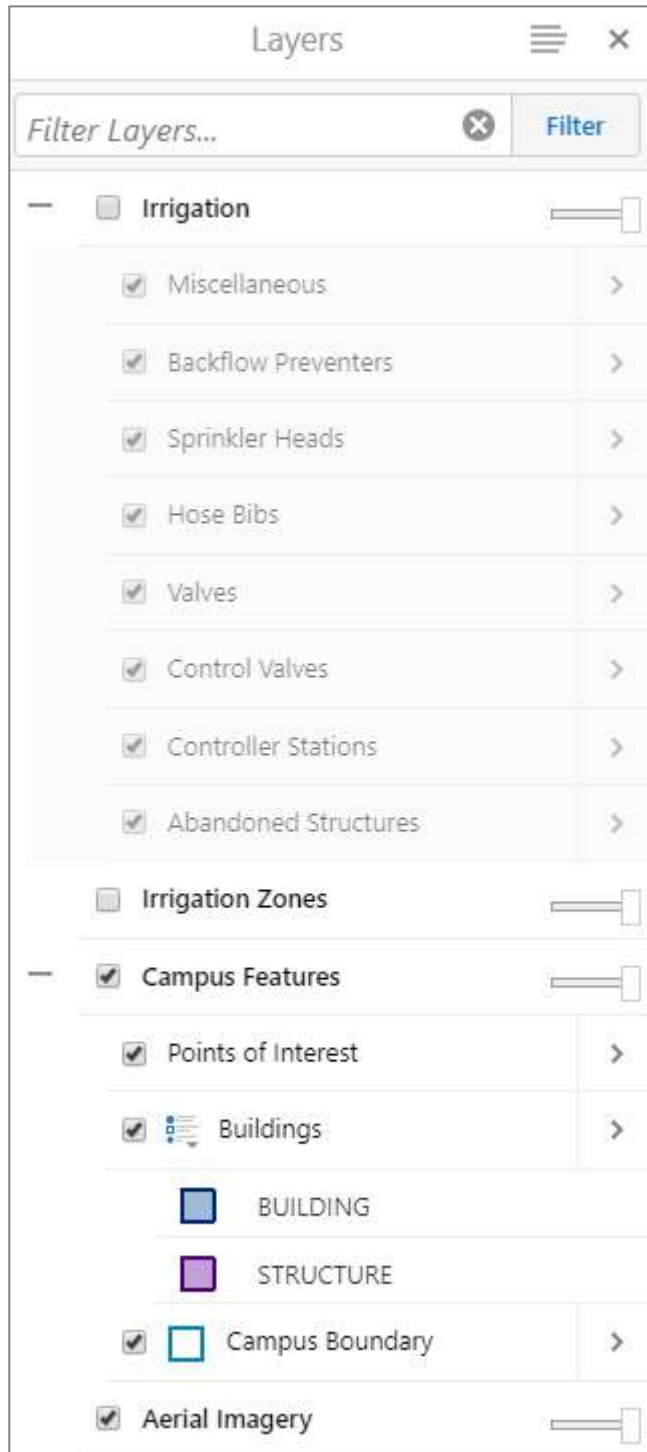 Layers
Filter Layers...
Filter
Irrigation
Miscellaneous
Backflow Preventers
Sprinkler Heads
Hose Bibs
Valves
Control Valves
Controller Stations
Abandoned Structures
Irrigation Zones
Campus Features
Points of Interest
Buildings
BUILDING
STRUCTURE
Campus Boundary
Aerial Imagery